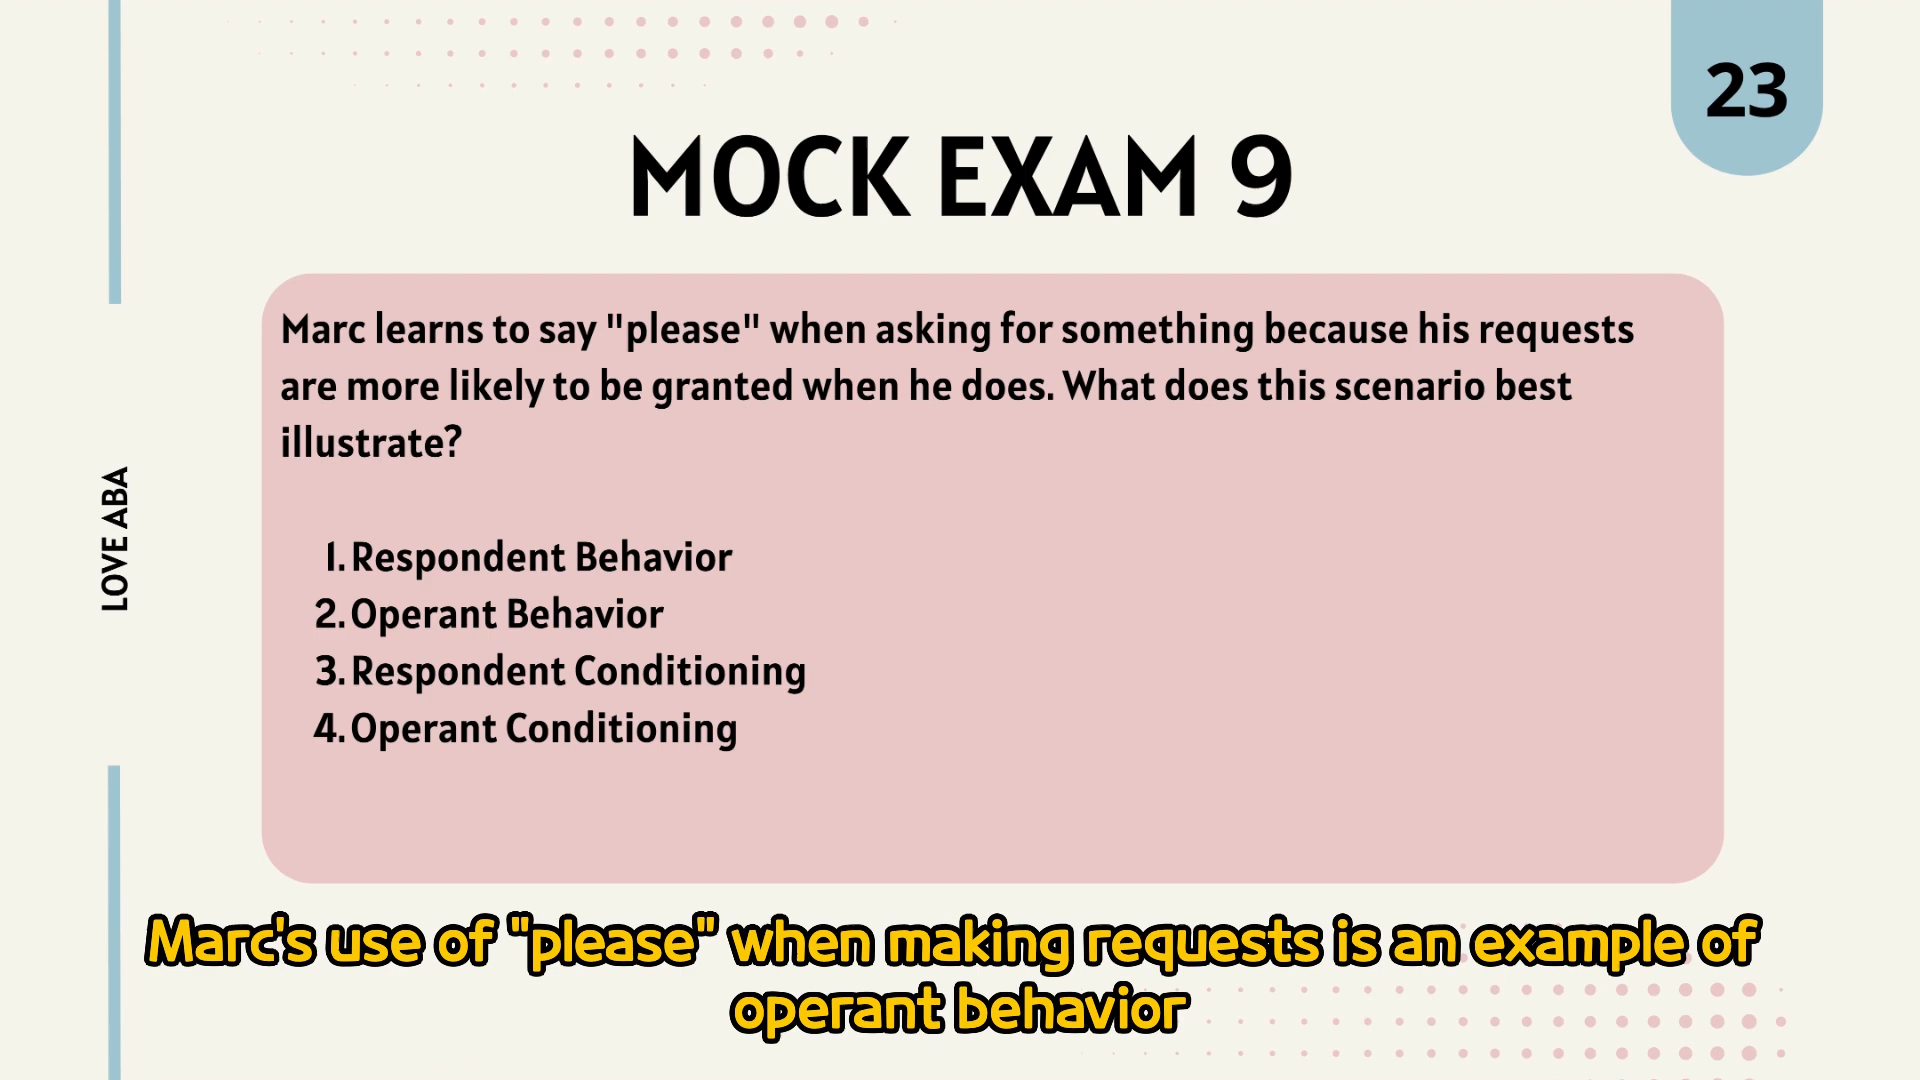 23
MOCK EXAM 9
Marc learns to say "please" when asking for something because his requests
are more likely to be granted when he does. What does this scenario best
illustrate?
1. Respondent Behavior
2. Operant Behavior
3. Respondent Conditioning
4. Operant Conditioning
LOVE ABA
Marc's use of "please" when making requests is an example of
operant behavior